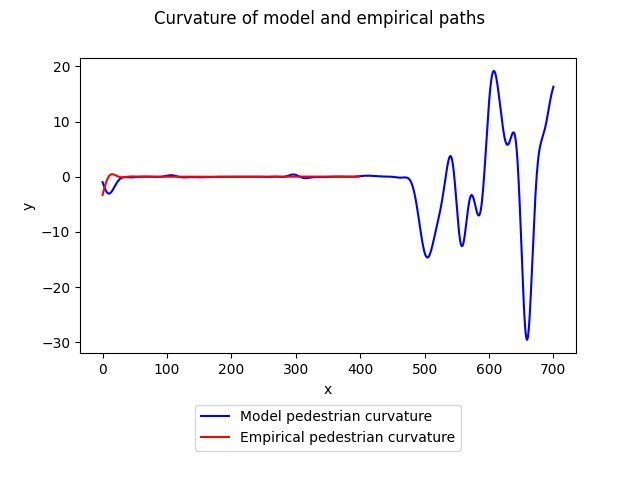 Curvature of model and empirical paths
20
10
0
−10
−20
−30
y
0 100 200 300 400 500 600 700
x
Model pedestrian curvature
Empirical pedestrian curvature